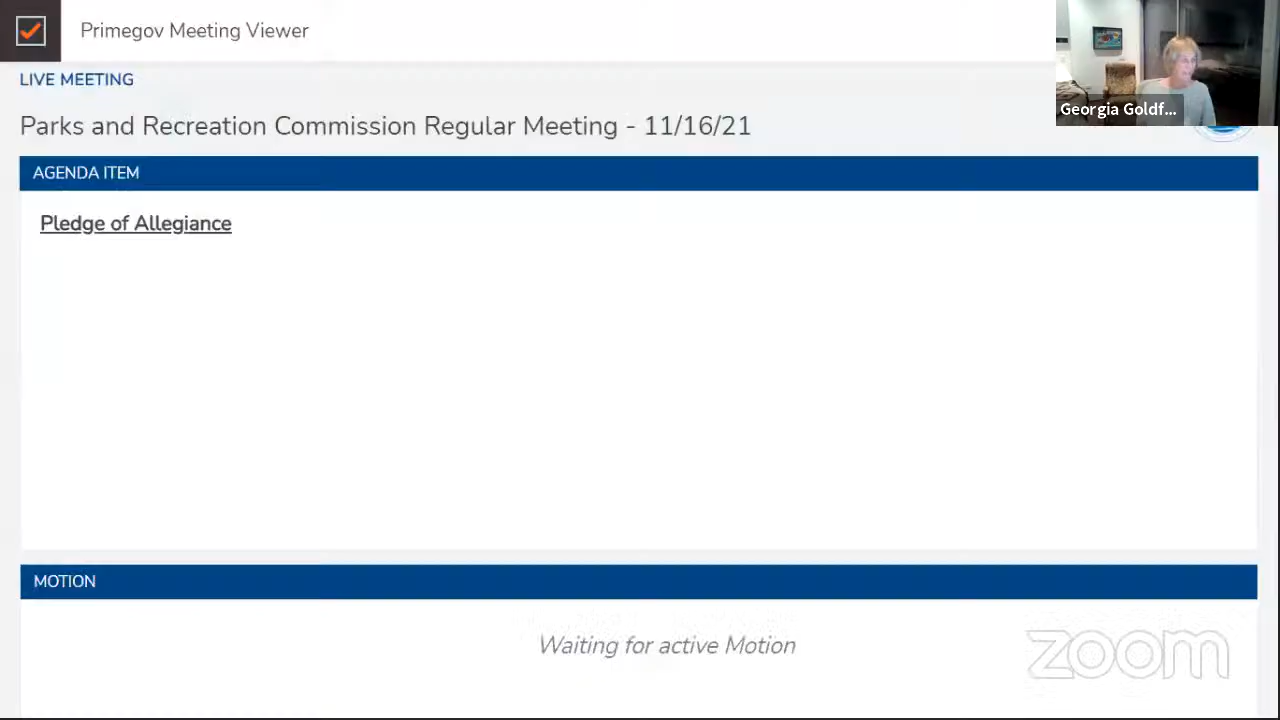 Primegov Meeting Viewer
LIVE MEETING
Parks and Recreation Commission Regular Meeting - 11/16/21
Georgia Goldf...
AGENDA ITEM
Pledge of Allegiance
MOTION
Waiting for active Motion
zoom